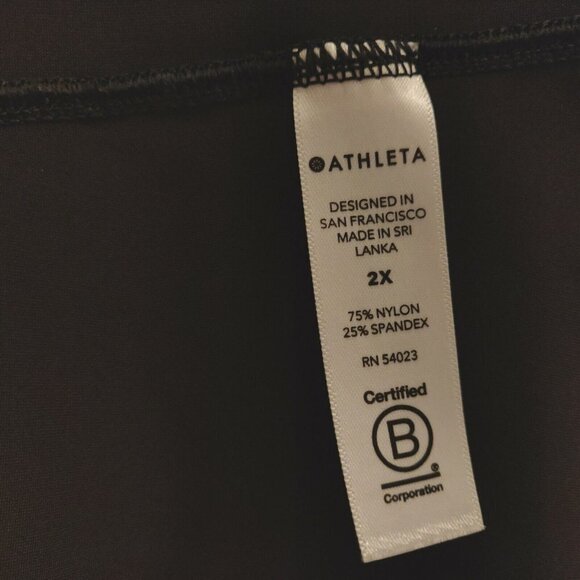 ATHLETA
DESIGNED IN
SAN FRANCISCO
MADE IN SRI
LANKA
2X
75% NYLON
25% SPANDEX
RN 54023
Certified
B
®
Corporation